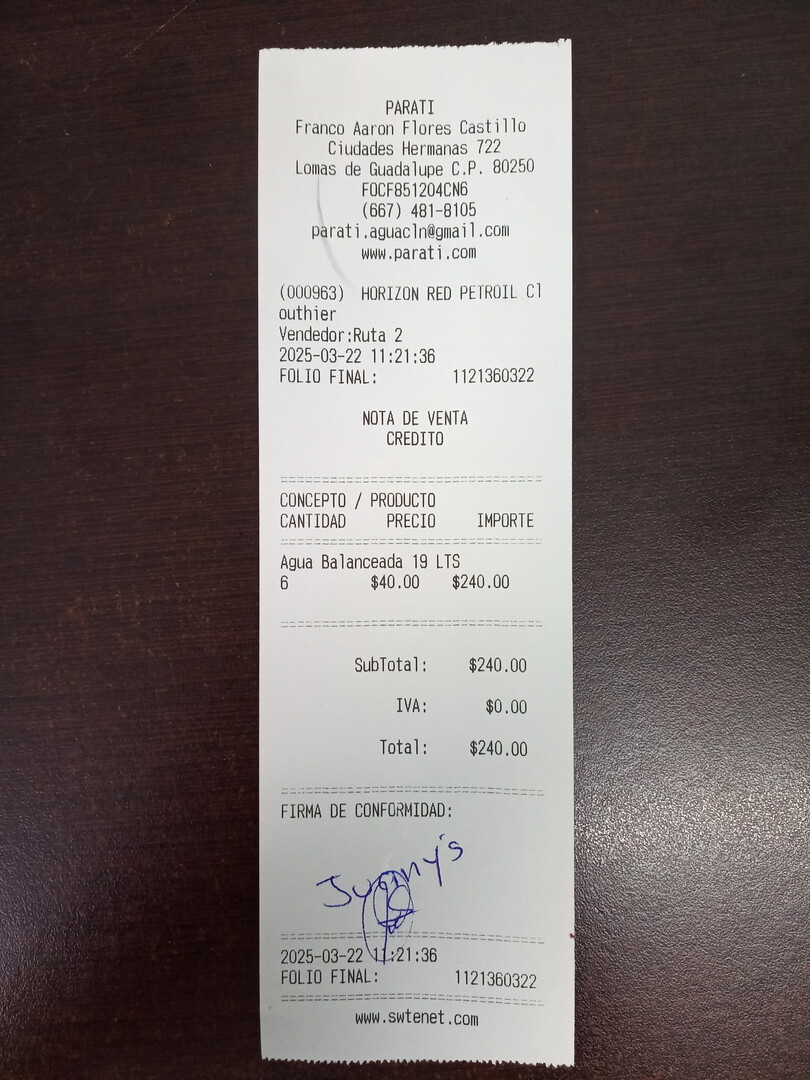 PARATI
Franco Aaron Flores Castillo
Ciudades Hermanas 722
Lomas de Guadalupe C.P. 80250
FOCF851204CN6
(667) 481-8105
parati.aguacln@gmail.com
www.parati.com
(000963) HORIZON RED PETROIL Cl
outhier
Vendedor:Ruta 2
2025-03-22 11:21:36
FOLIO FINAL: 1121360322
NOTA DE VENTA
CREDITO
CONCEPTO / PRODUCTO
CANTIDAD PRECIO IMPORTE
Agua Balanceada 19 LTS
6 $40.00 $240.00
SubTotal: $240.00
IVA: $0.00
Total: $240.00
FIRMA DE CONFORMIDAD:
2025-03-22 11:21:36
FOLIO FINAL: 1121360322
www.swtenet.com